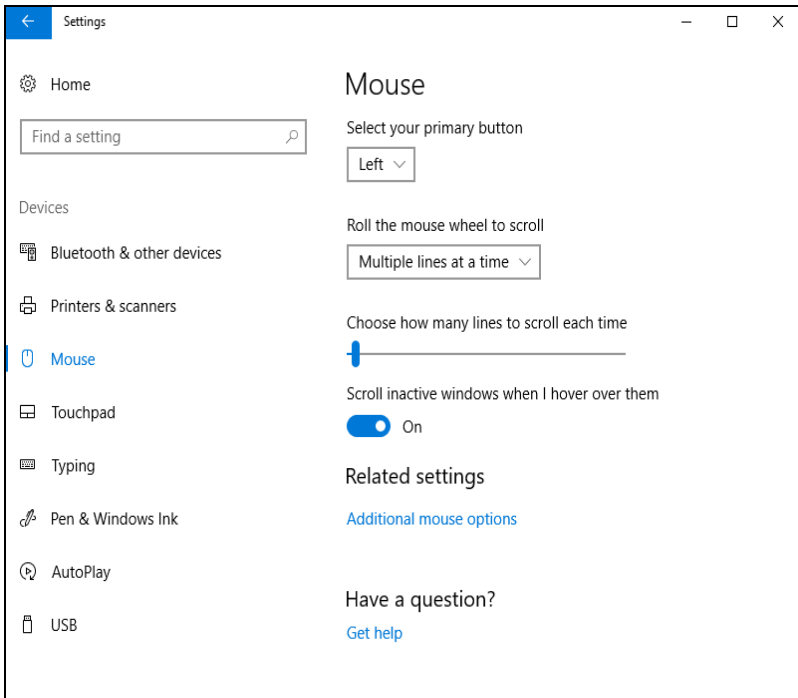 Settings
Home
Find a setting
Devices
Bluetooth & other devices
Printers & scanners
Mouse
Touchpad
Typing
Pen & Windows Ink
AutoPlay
USB
Mouse
Select your primary button
Left
Roll the mouse wheel to scroll
Multiple lines at a time
Choose how many lines to scroll each time
Scroll inactive windows when I hover over them
On
Related settings
Additional mouse options
Have a question?
Get help